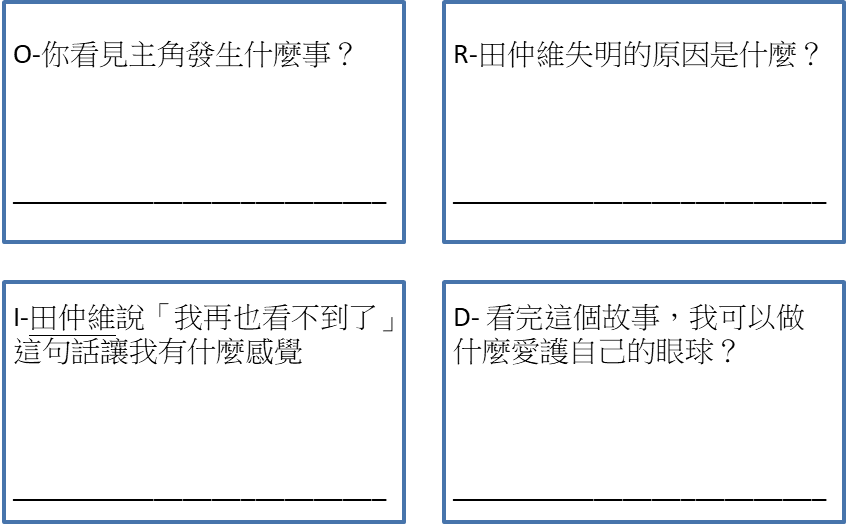 O-你看見主角發生什麼事？
R-田仲維失明的原因是什麼？
I-田仲維說「我再也看不到了」
這句話讓我有什麼感覺
D- 看完這個故事，我可以做
什麼愛護自己的眼球？